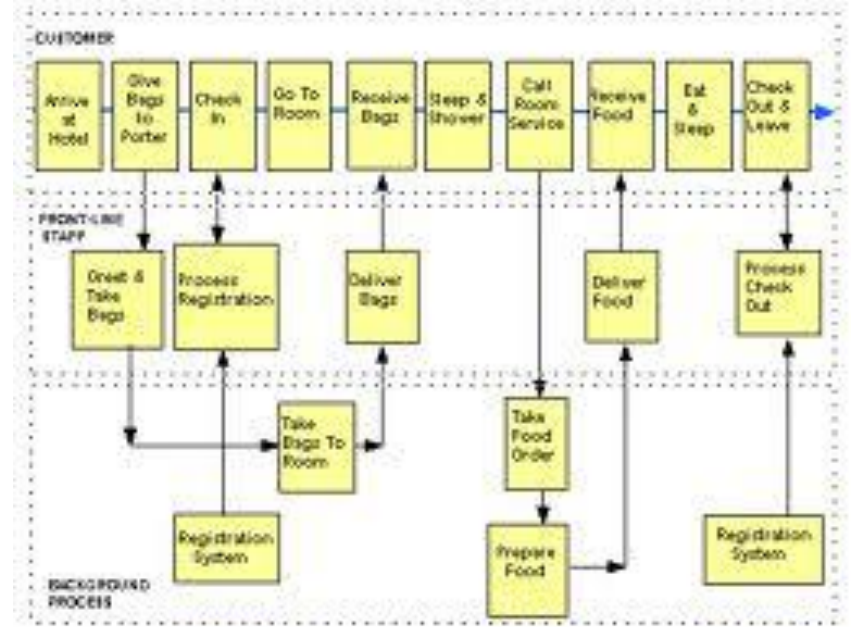 CUSTOMER
Arrive
at
Hotel
Give
Bags
to
Porter
Check
In
Go To
Room
Receive
Bags
Sleep &
Shower
Call
Room
Service
Receive
Food
Eat
&
Sleep
Check
Out &
Leave
FRONT-LINE
STAFF
Greet &
Take
Bags
Process
Registration
Deliver
Bags
Deliver
Food
Process
Check
Out
Take
Bags To
Room
Take
Food
Order
Registration
System
Prepare
Food
Registration
System
BACKGROUND
PROCESS